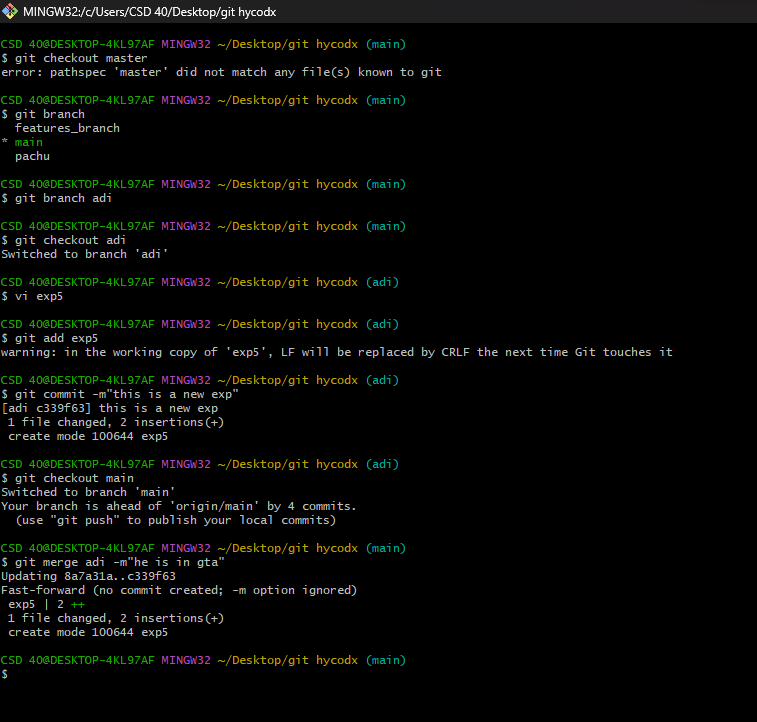 MINGW32:/c/Users/CSD 40/Desktop/git hycodx
CSD 40@DESKTOP-4KL97AF MINGW32 ~/Desktop/git hycodx (main)
$ git checkout master
error: pathspec 'master' did not match any file(s) known to git
CSD 40@DESKTOP-4KL97AF MINGW32 ~/Desktop/git hycodx (main)
$ git branch
features_branch
* main
pachu
CSD 40@DESKTOP-4KL97AF MINGW32 ~/Desktop/git hycodx (main)
$ git branch adi
CSD 40@DESKTOP-4KL97AF MINGW32 ~/Desktop/git hycodx (main)
$ git checkout adi
Switched to branch 'adi'
CSD 40@DESKTOP-4KL97AF MINGW32 ~/Desktop/git hycodx (adi)
$ vi exp5
CSD 40@DESKTOP-4KL97AF MINGW32 ~/Desktop/git hycodx (adi)
$ git add exp5
warning: in the working copy of 'exp5', LF will be replaced by CRLF the next time Git touches it
CSD 40@DESKTOP-4KL97AF MINGW32 ~/Desktop/git hycodx (adi)
$ git commit -m"this is a new exp"
[adi c339f63] this is a new exp
1 file changed, 2 insertions(+)
create mode 100644 exp5
CSD 40@DESKTOP-4KL97AF MINGW32 ~/Desktop/git hycodx (adi)
$ git checkout main
Switched to branch 'main'
Your branch is ahead of 'origin/main' by 4 commits.
(use "git push" to publish your local commits)
CSD 40@DESKTOP-4KL97AF MINGW32 ~/Desktop/git hycodx (main)
$ git merge adi -m"he is in gta"
Updating 8a7a31a..c339f63
Fast-forward (no commit created; -m option ignored)
exp5 | 2 ++
1 file changed, 2 insertions(+)
create mode 100644 exp5
CSD 40@DESKTOP-4KL97AF MINGW32 ~/Desktop/git hycodx (main)
$